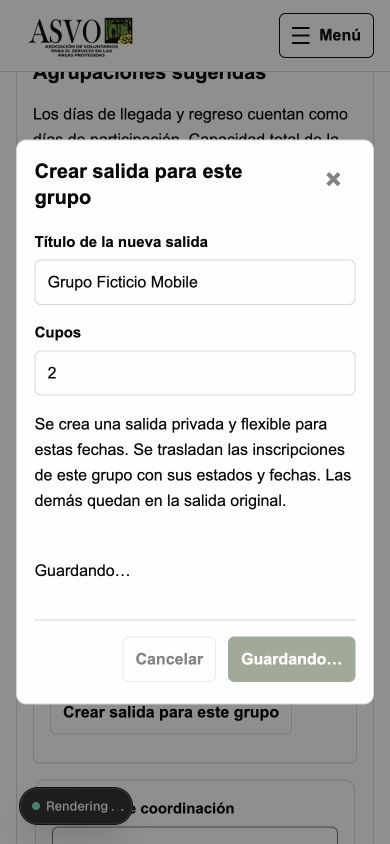 ASVO
ASOCIACIÓN DE VOLUNTARIOS
PARA EL SERVICIO EN LAS
ÁREAS PROTEGIDAS
Menú
Agrupaciones sugeridas
Los días de llegada y regreso cuentan como
días de participación. Capacidad total de la
Crear salida para este
grupo
×
Título de la nueva salida
Grupo Ficticio Mobile
Cupos
2
Se crea una salida privada y flexible para
estas fechas. Se trasladan las inscripciones
de este grupo con sus estados y fechas. Las
demás quedan en la salida original.
Guardando…
Cancelar
Guardando…
Crear salida para este grupo
coordinación
Rendering . . .